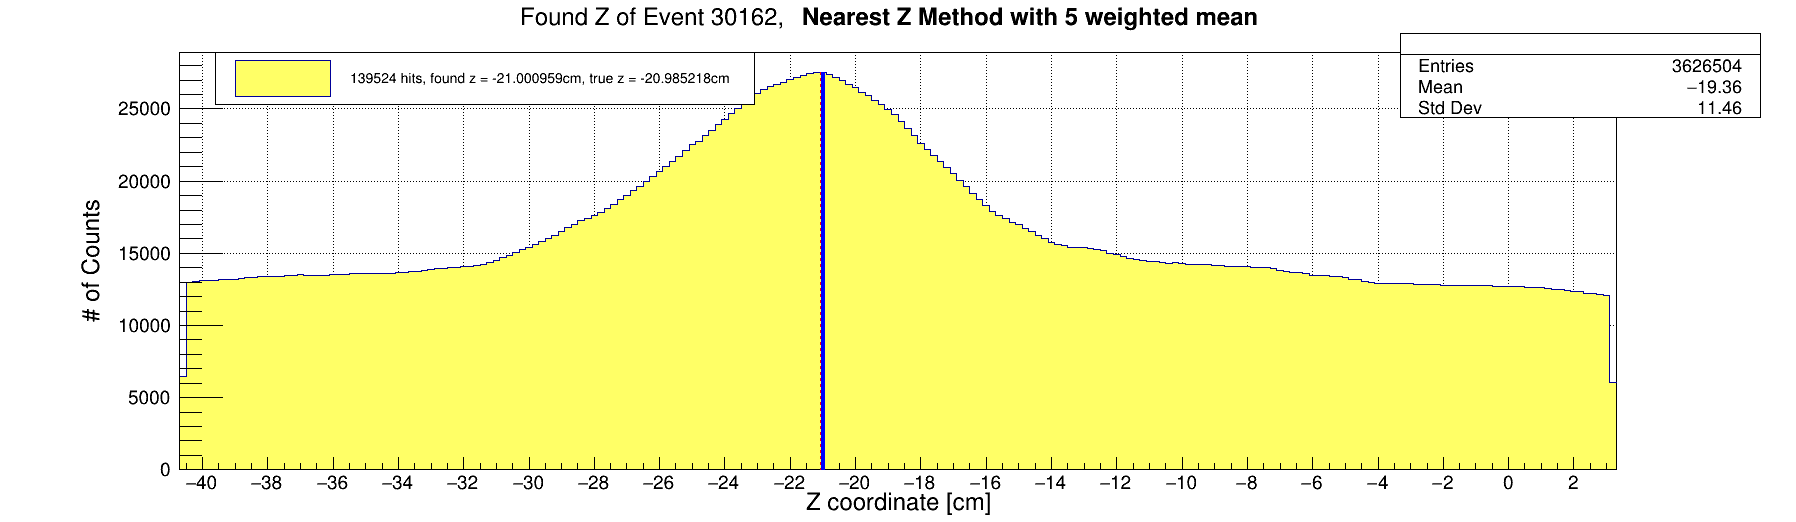 Found Z of Event 30162, Nearest Z Method with 5 weighted mean
139524 hits, found z = -21.000959cm, true z = -20.985218cm
Entries 3626504
Mean −19.36
Std Dev 11.46
25000
20000
15000
10000
5000
0
# of Counts
−40 −38 −36 −34 −32 −30 −28 −26 −24 −22 −20 −18 −16 −14 −12 −10 −8 −6 −4 −2 0 2
Z coordinate [cm]